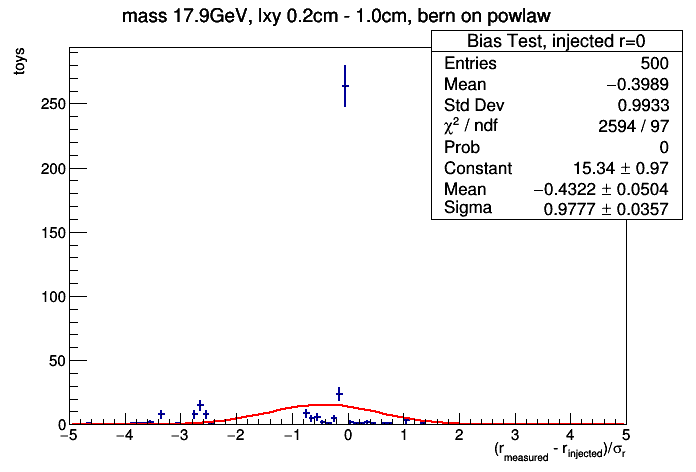 mass 17.9GeV, lxy 0.2cm - 1.0cm, bern on powlaw
Bias Test, injected r=0
Entries 500
Mean −0.3989
Std Dev 0.9933
χ² / ndf 2594 / 97
Prob 0
Constant 15.34 ± 0.97
Mean −0.4322 ± 0.0504
Sigma 0.9777 ± 0.0357
toys
250
200
150
100
50
0
−5 −4 −3 −2 −1 0 1 2 3 4 5
(r_measured - r_injected)/σ_r